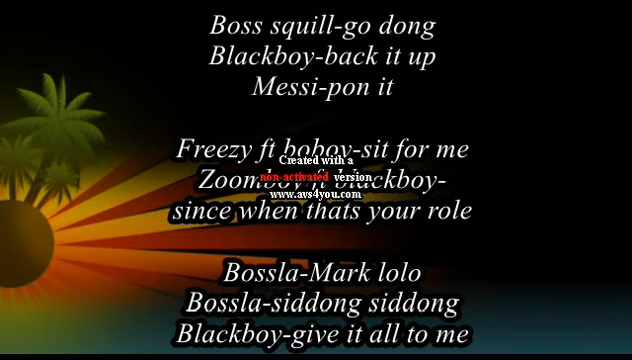 Boss squill-go dong
Blackboy-back it up
Messi-pon it
Freezy ft boboy-sit for me
Created with a
Zoomboy ft blackboy-
non-activated version
www.avs4you.com
since when thats your role
Bossla-Mark lolo
Bossla-siddong siddong
Blackboy-give it all to me